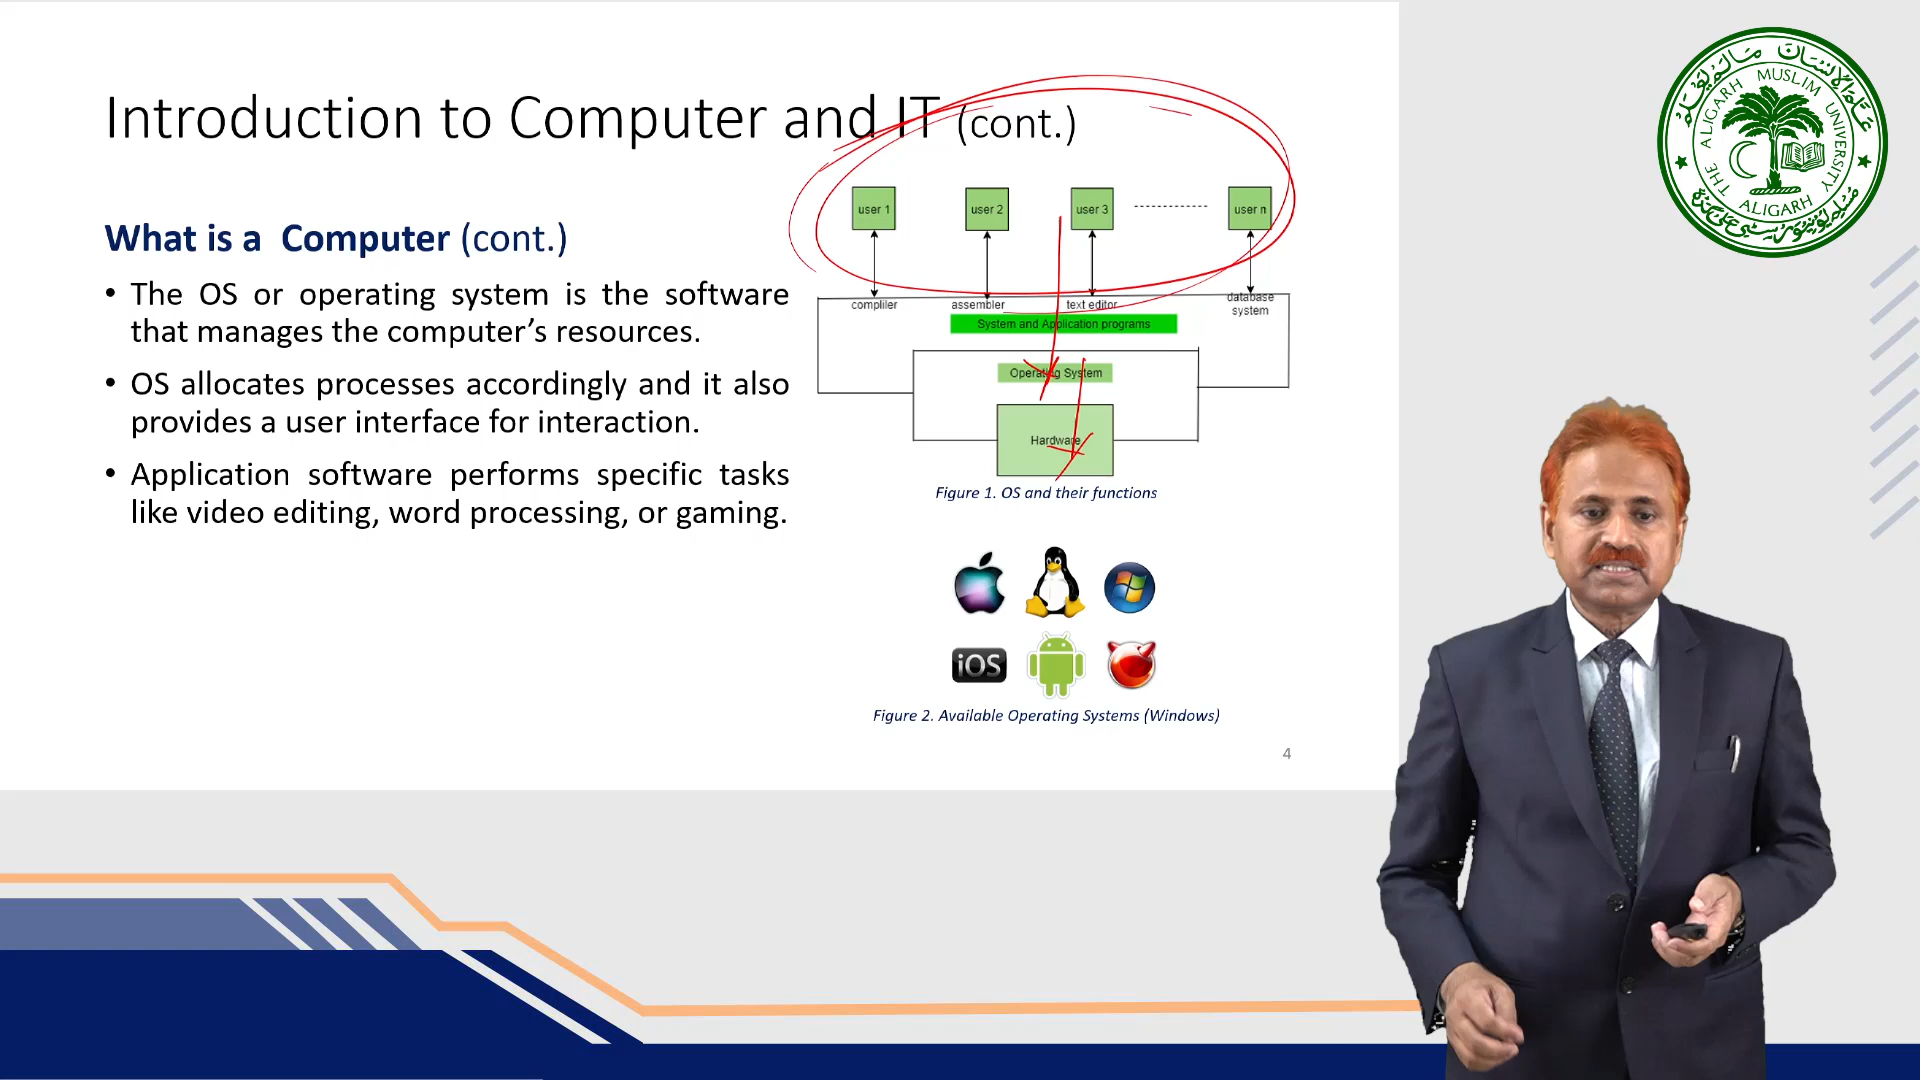 Introduction to Computer and IT (cont.)
What is a Computer (cont.)
• The OS or operating system is the software
that manages the computer’s resources.
• OS allocates processes accordingly and it also
provides a user interface for interaction.
• Application software performs specific tasks
like video editing, word processing, or gaming.
user 1 user 2 user 3 user n
compliler assembler text editor database
system
System and Application programs
Operating System
Hardware
Figure 1. OS and their functions
iOS
Figure 2. Available Operating Systems (Windows)
4
THE ALIGARH MUSLIM UNIVERSITY
ALIGARH